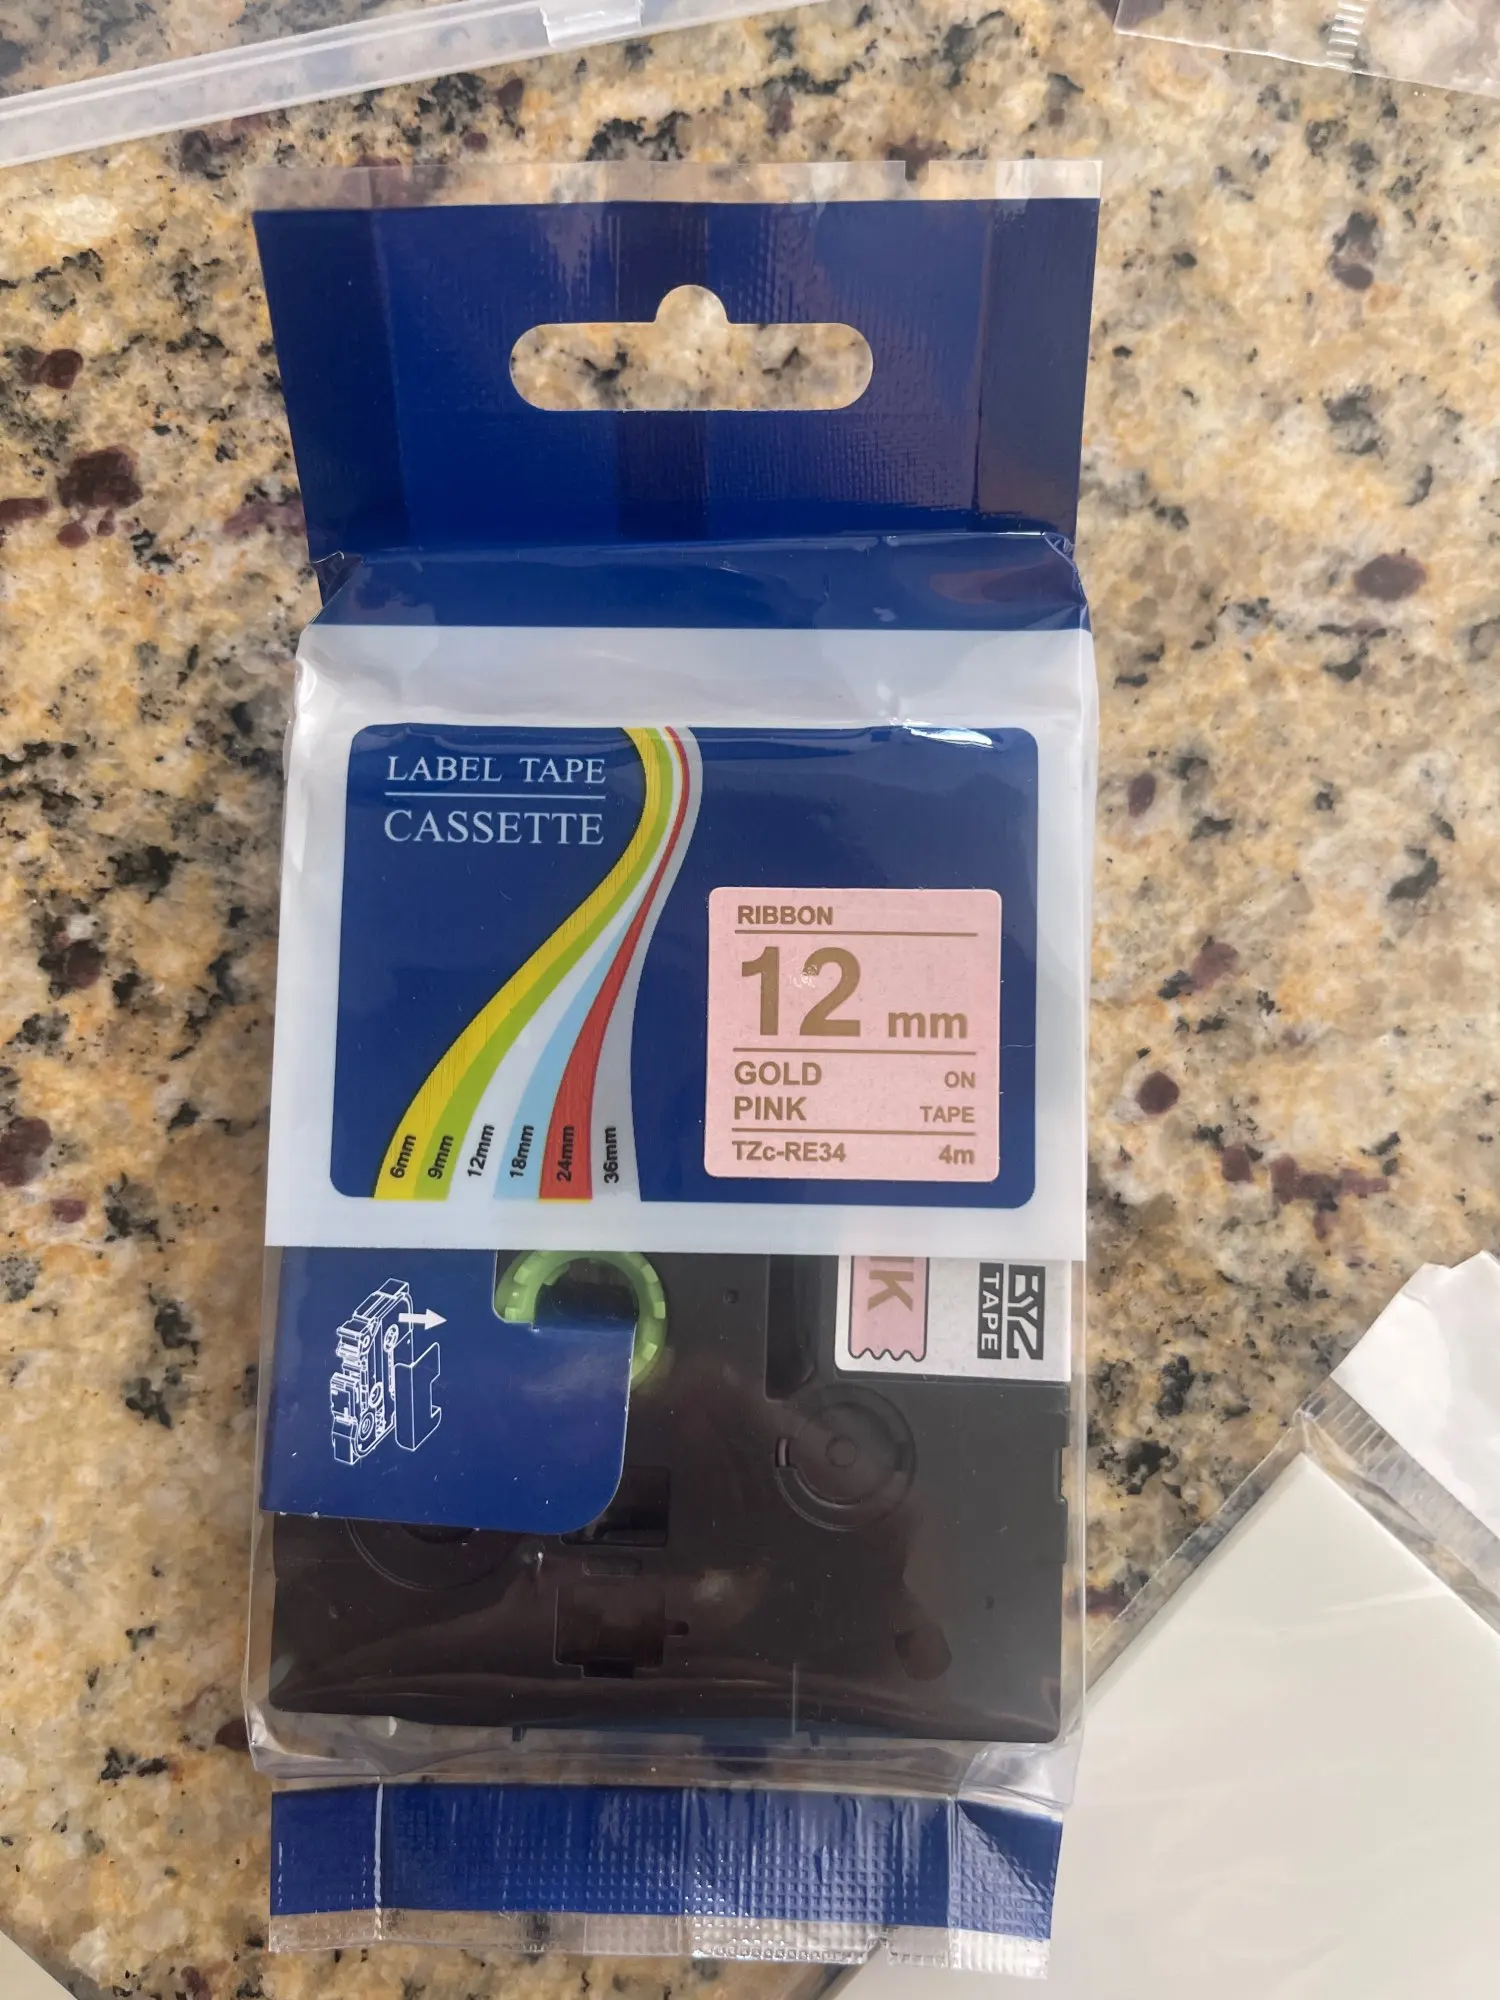 LABEL TAPE
CASSETTE
RIBBON
12 mm
GOLD ON
PINK TAPE
TZc-RE34 4m
6mm
9mm
12mm
18mm
24mm
36mm
TAPE